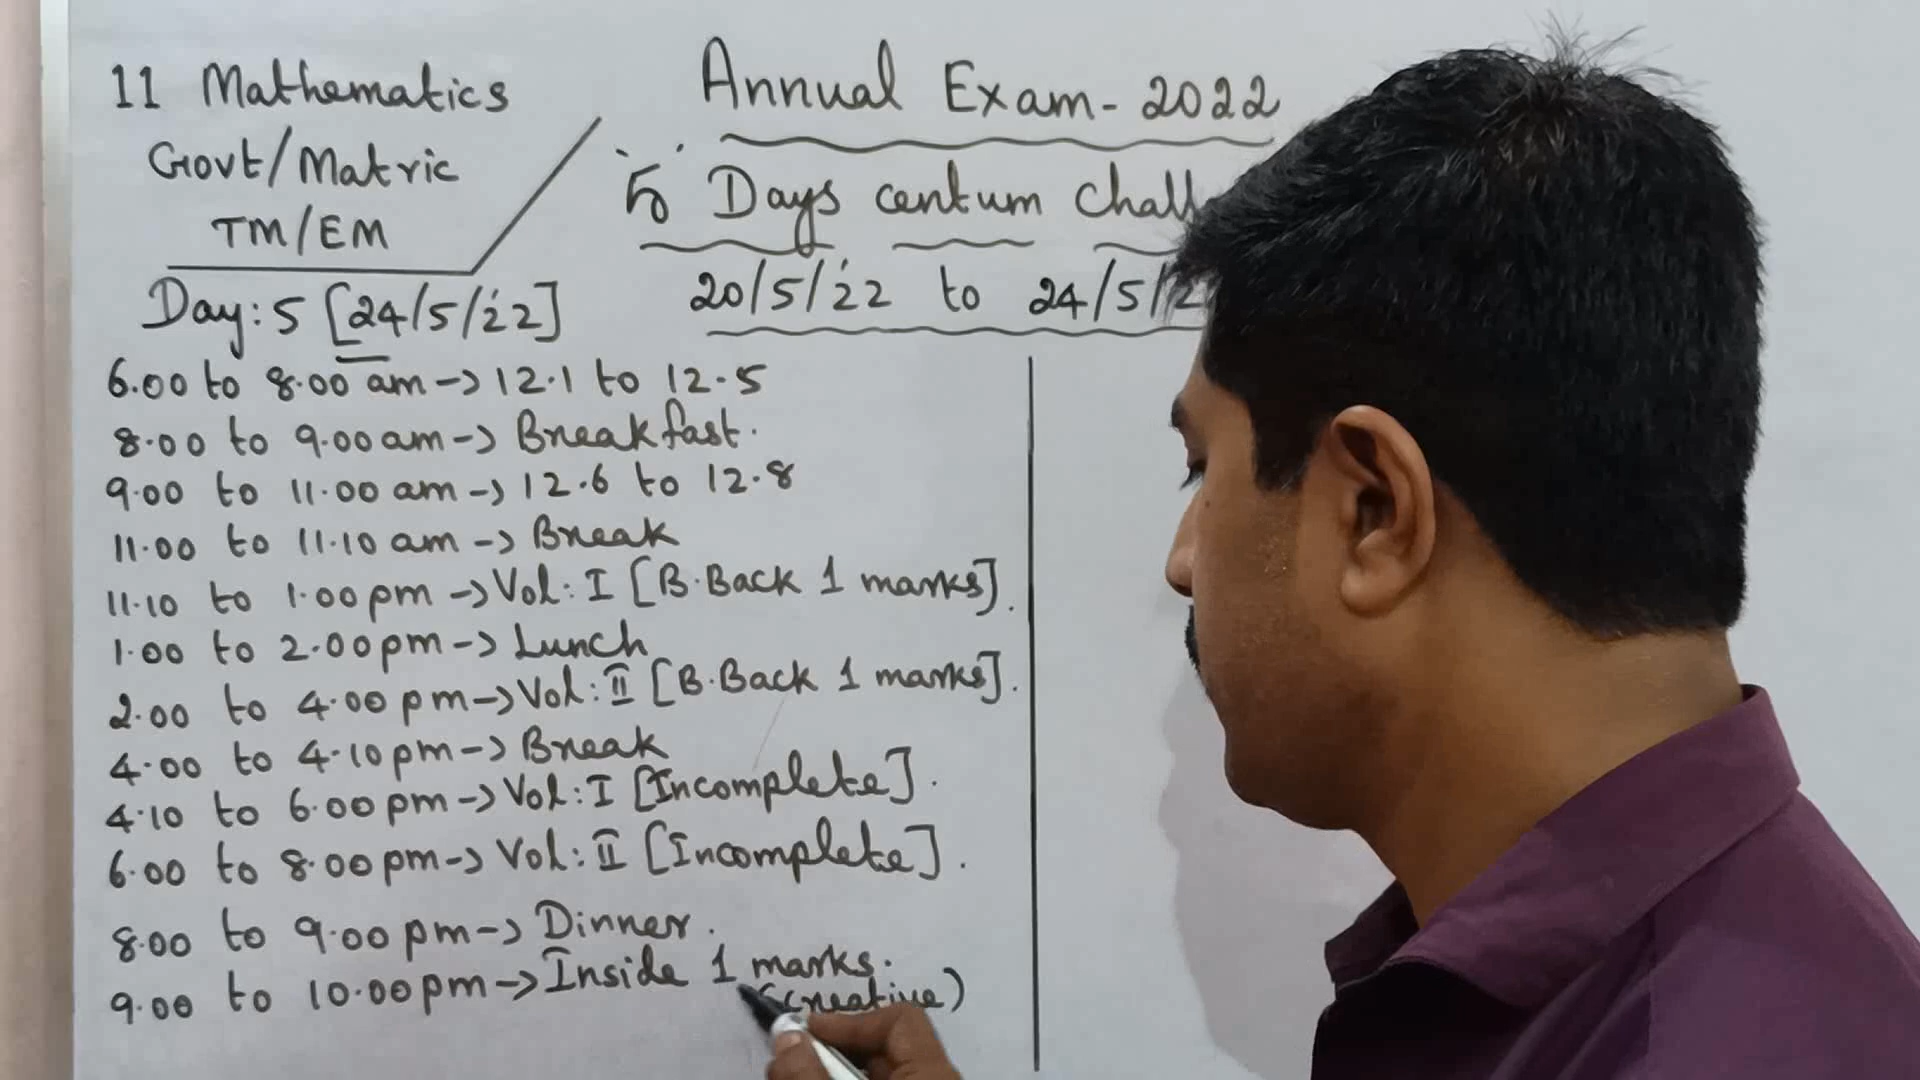 11 Mathematics
Govt/Matric
TM/EM
Annual Exam - 2022
5 Days centum
20/5/'22 to 24/5/
Day: 5 [24/5/'22]
6.00 to 8.00 am -> 12.1 to 12.5
8.00 to 9.00 am -> Breakfast.
9.00 to 11.00 am -> 12.6 to 12.8
11.00 to 11.10 am -> Break
11.10 to 1.00 pm -> Vol: I [B.Back 1 marks].
1.00 to 2.00 pm -> Lunch
2.00 to 4.00 pm -> Vol: II [B.Back 1 marks].
4.00 to 4.10 pm -> Break
4.10 to 6.00 pm -> Vol: I [Incomplete].
6.00 to 8.00 pm -> Vol: II [Incomplete].
8.00 to 9.00 pm -> Dinner.
9.00 to 10.00 pm -> Inside 1 marks.
(creative)